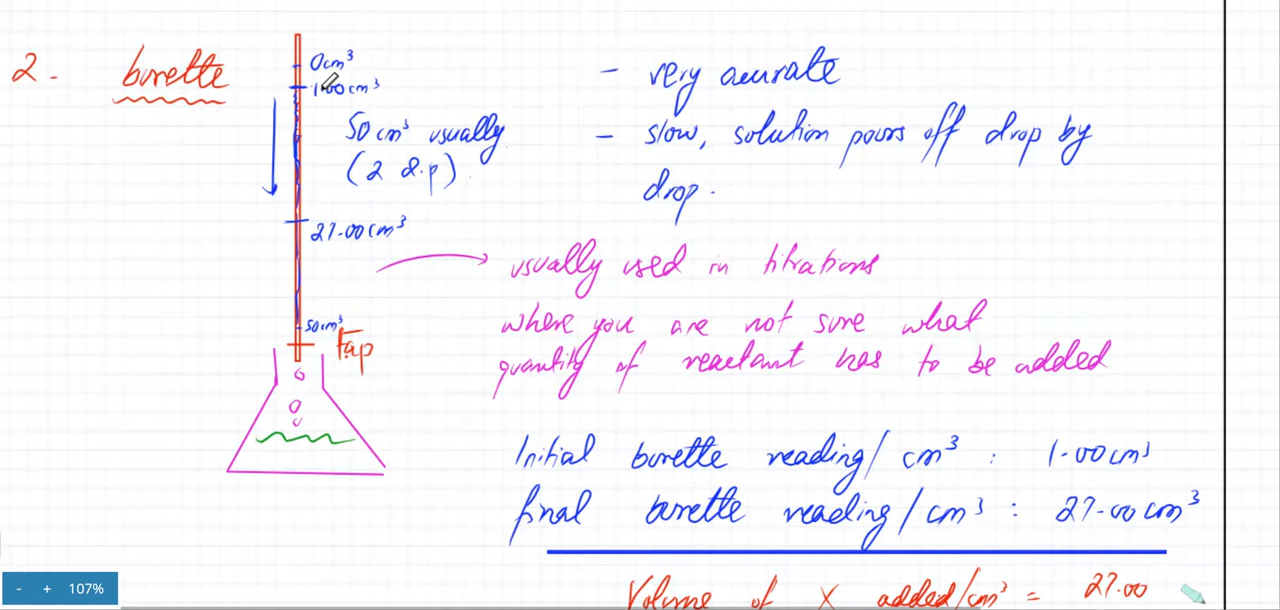 2. burette
0cm³
1.00cm³
50cm³ usually
(2 d.p)
27.00cm³
50cm³
Tap
- very accurate
- slow, solution pours off drop by
drop.
usually used in titrations
where you are not sure what
quantity of reactant has to be added
Initial burette reading/cm³ : 1.00cm³
final burette reading/cm³ : 27.00cm³
Volume of X added/cm³ = 27.00
- + 107%